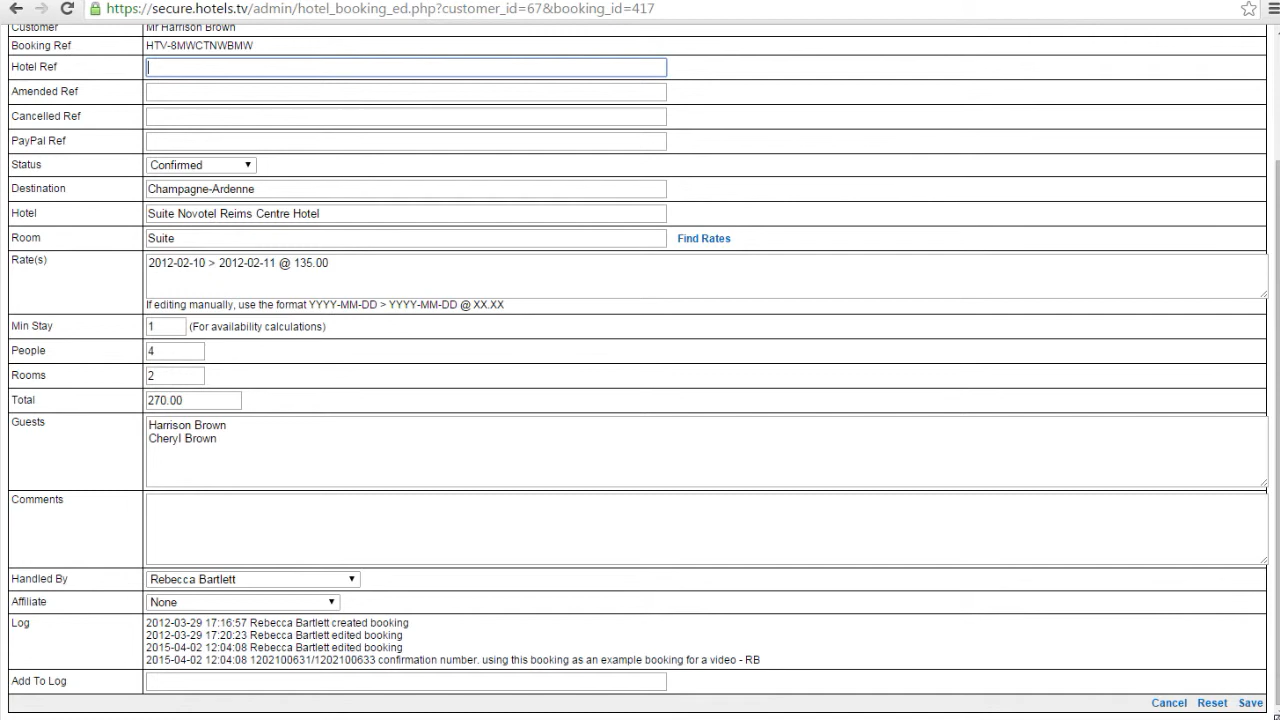 https://secure.hotels.tv/admin/hotel_booking_ed.php?customer_id=67&booking_id=417
Customer Mr Harrison Brown
Booking Ref HTV-8MWCTNWBMW
Hotel Ref
Amended Ref
Cancelled Ref
PayPal Ref
Status Confirmed
Destination Champagne-Ardenne
Hotel Suite Novotel Reims Centre Hotel
Room Suite Find Rates
Rate(s) 2012-02-10 > 2012-02-11 @ 135.00
If editing manually, use the format YYYY-MM-DD > YYYY-MM-DD @ XX.XX
Min Stay 1 (For availability calculations)
People 4
Rooms 2
Total 270.00
Guests Harrison Brown
Cheryl Brown
Comments
Handled By Rebecca Bartlett
Affiliate None
Log 2012-03-29 17:16:57 Rebecca Bartlett created booking
2012-03-29 17:20:23 Rebecca Bartlett edited booking
2015-04-02 12:04:08 Rebecca Bartlett edited booking
2015-04-02 12:04:08 1202100631/1202100633 confirmation number. using this booking as an example booking for a video - RB
Add To Log
Cancel Reset Save